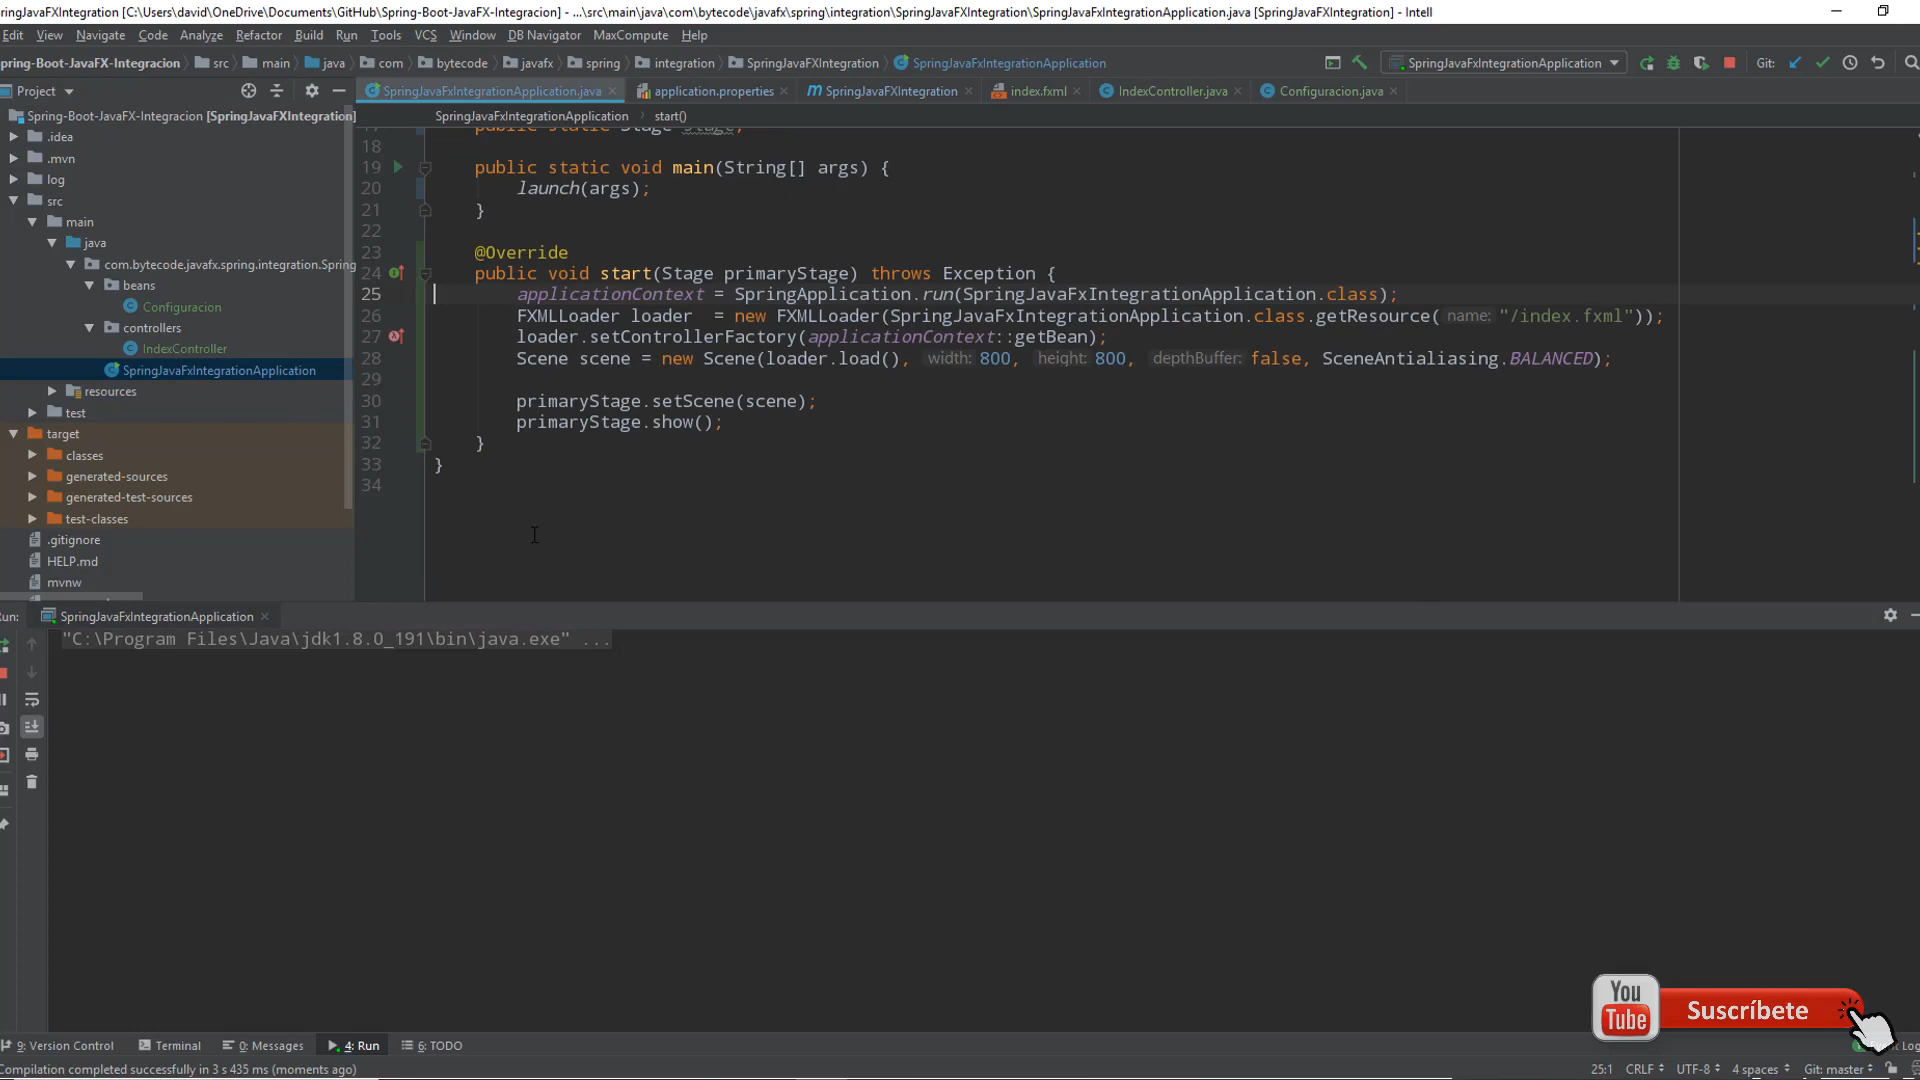 ringJavaFXIntegration [C:\Users\david\OneDrive\Documents\GitHub\Spring-Boot-JavaFX-Integracion] - ...\src\main\java\com\bytecode\javafx\spring\integration\SpringJavaFXIntegration\SpringJavaFxIntegrationApplication.java [SpringJavaFXIntegration] - Intell
Edit View Navigate Code Analyze Refactor Build Run Tools VCS Window DB Navigator MaxCompute Help
pring-Boot-JavaFX-Integracion src main java com bytecode javafx spring integration SpringJavaFXIntegration SpringJavaFxIntegrationApplication SpringJavaFxIntegrationApplication Git:
Project SpringJavaFxIntegrationApplication.java application.properties SpringJavaFXIntegration index.fxml IndexController.java Configuracion.java
Spring-Boot-JavaFX-Integracion [SpringJavaFXIntegration] SpringJavaFxIntegrationApplication start()
.idea
.mvn
log
src
main
java
com.bytecode.javafx.spring.integration.Spring
beans
Configuracion
controllers
IndexController
SpringJavaFxIntegrationApplication
resources
test
target
classes
generated-sources
generated-test-sources
test-classes
.gitignore
HELP.md
mvnw
17 public static Stage stage;
18
19 public static void main(String[] args) {
20 launch(args);
21 }
22
23 @Override
24 public void start(Stage primaryStage) throws Exception {
25 applicationContext = SpringApplication.run(SpringJavaFxIntegrationApplication.class);
26 FXMLLoader loader = new FXMLLoader(SpringJavaFxIntegrationApplication.class.getResource( name: "/index.fxml"));
27 loader.setControllerFactory(applicationContext::getBean);
28 Scene scene = new Scene(loader.load(), width: 800, height: 800, depthBuffer: false, SceneAntialiasing.BALANCED);
29
30 primaryStage.setScene(scene);
31 primaryStage.show();
32 }
33 }
34
Run: SpringJavaFxIntegrationApplication
"C:\Program Files\Java\jdk1.8.0_191\bin\java.exe" ...
You Tube Suscríbete
9: Version Control Terminal 0: Messages 4: Run 6: TODO Event Log
Compilation completed successfully in 3 s 435 ms (moments ago) 25:1 CRLF UTF-8 4 spaces Git: master